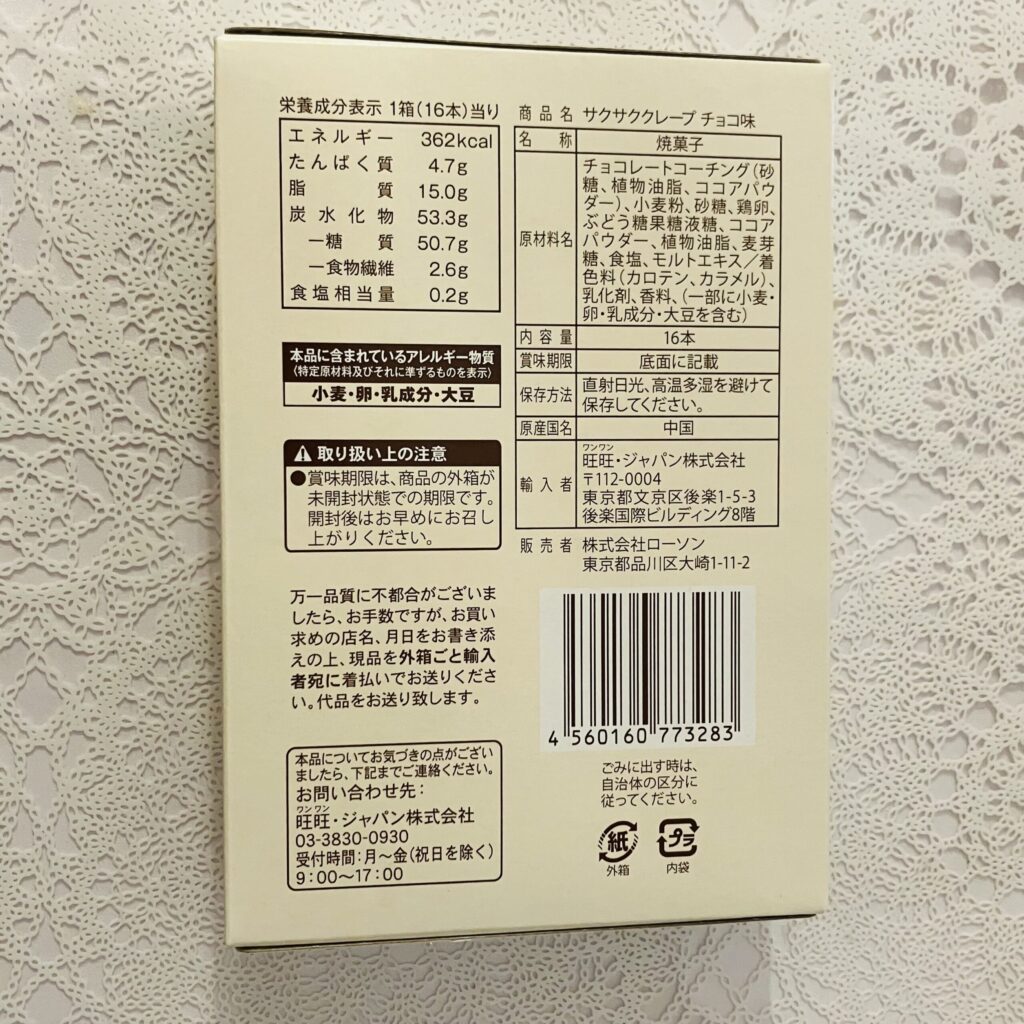 栄養成分表示 1箱(16本)当り
エネルギー 362kcal
たんぱく質 4.7g
脂質 15.0g
炭水化物 53.3g
－糖質 50.7g
－食物繊維 2.6g
食塩相当量 0.2g
本品に含まれているアレルギー物質
(特定原材料及びそれに準ずるものを表示)
小麦・卵・乳成分・大豆
取り扱い上の注意
●賞味期限は、商品の外箱が
未開封状態での期限です。
開封後はお早めにお召し
上がりください。
万一品質に不都合がございま
したら、お手数ですが、お買い
求めの店名、月日をお書き添
えの上、現品を外箱ごと輸入
者宛に着払いでお送りくださ
い。代品をお送り致します。
本品についてお気づきの点がござい
ましたら、下記までご連絡ください。
お問い合わせ先：
ワンワン
旺旺・ジャパン株式会社
03-3830-0930
受付時間：月～金(祝日を除く)
9：00～17：00
商品名 サクサククレープ チョコ味
名称 焼菓子
原材料名 チョコレートコーチング(砂
糖、植物油脂、ココアパウ
ダー)、小麦粉、砂糖、鶏卵、
ぶどう糖果糖液糖、ココア
パウダー、植物油脂、麦芽
糖、食塩、モルトエキス／着
色料(カロテン、カラメル)、
乳化剤、香料、(一部に小麦・
卵・乳成分・大豆を含む)
内容量 16本
賞味期限 底面に記載
保存方法 直射日光、高温多湿を避けて
保存してください。
原産国名 中国
輸入者 ワンワン
旺旺・ジャパン株式会社
〒112-0004
東京都文京区後楽1-5-3
後楽国際ビルディング8階
販売者 株式会社ローソン
東京都品川区大崎1-11-2
4 560160 773283
ごみに出す時は、
自治体の区分に
従ってください。
紙 プラ
外箱 内袋